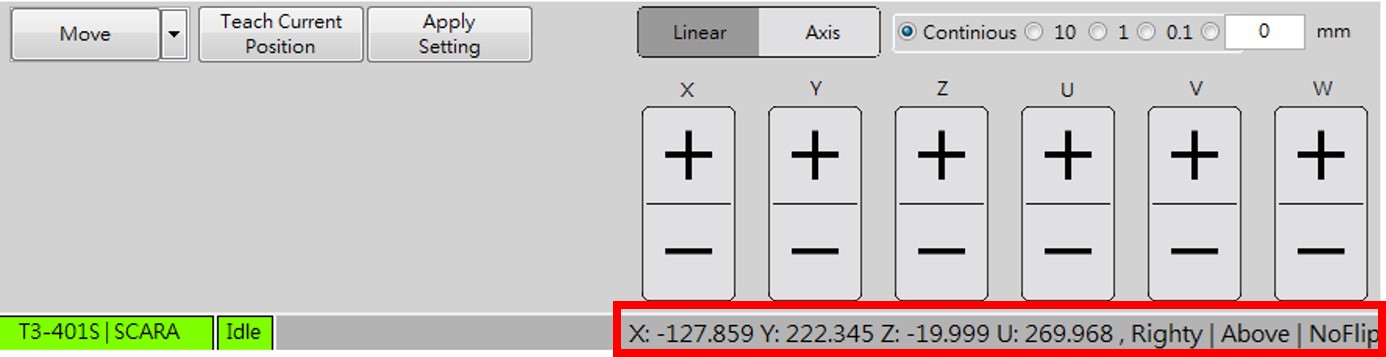 Move
Teach Current
Position
Apply
Setting
Linear Axis
Continious 10 1 0.1 0 mm
X Y Z U V W
+ + + + + +
— — — — — —
T3-401S | SCARA Idle X: -127.859 Y: 222.345 Z: -19.999 U: 269.968 , Righty | Above | NoFlip